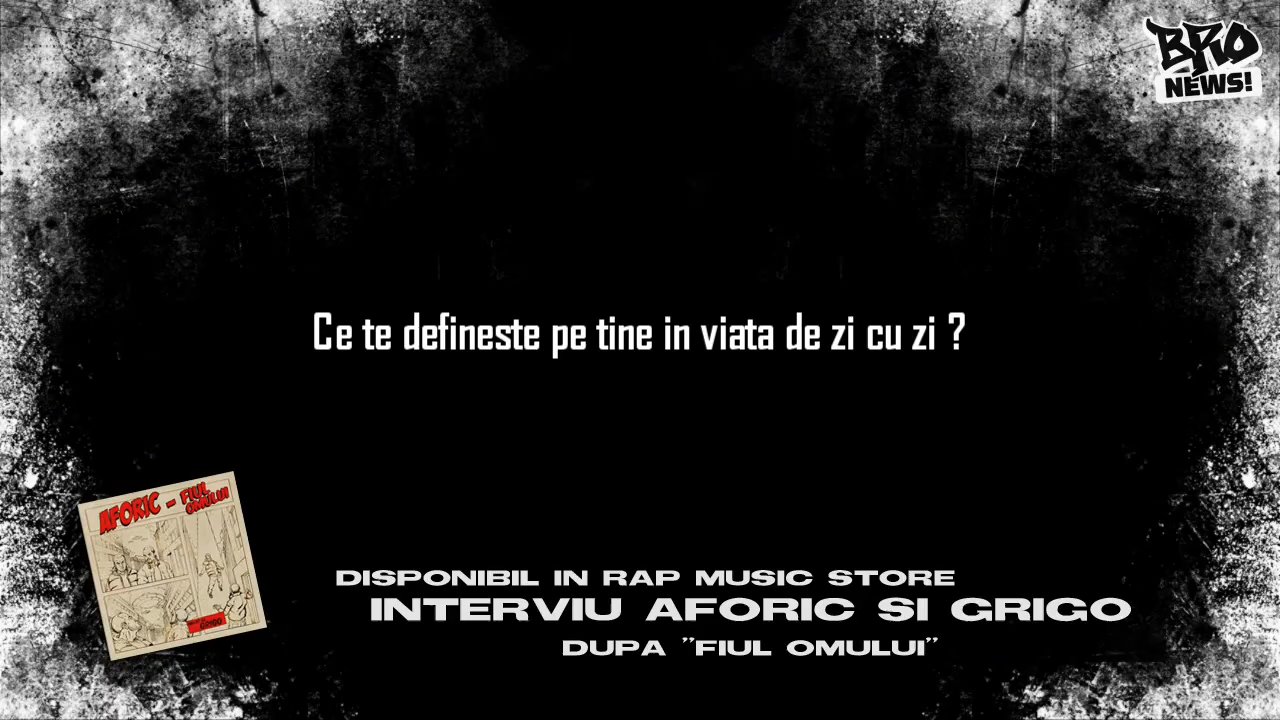 BRO
NEWS!
Ce te defineste pe tine in viata de zi cu zi ?
AFORIC - FIUL
OMULUI
GRIGO
DISPONIBIL IN RAP MUSIC STORE
INTERVIU AFORIC SI GRIGO
DUPA "FIUL OMULUI"